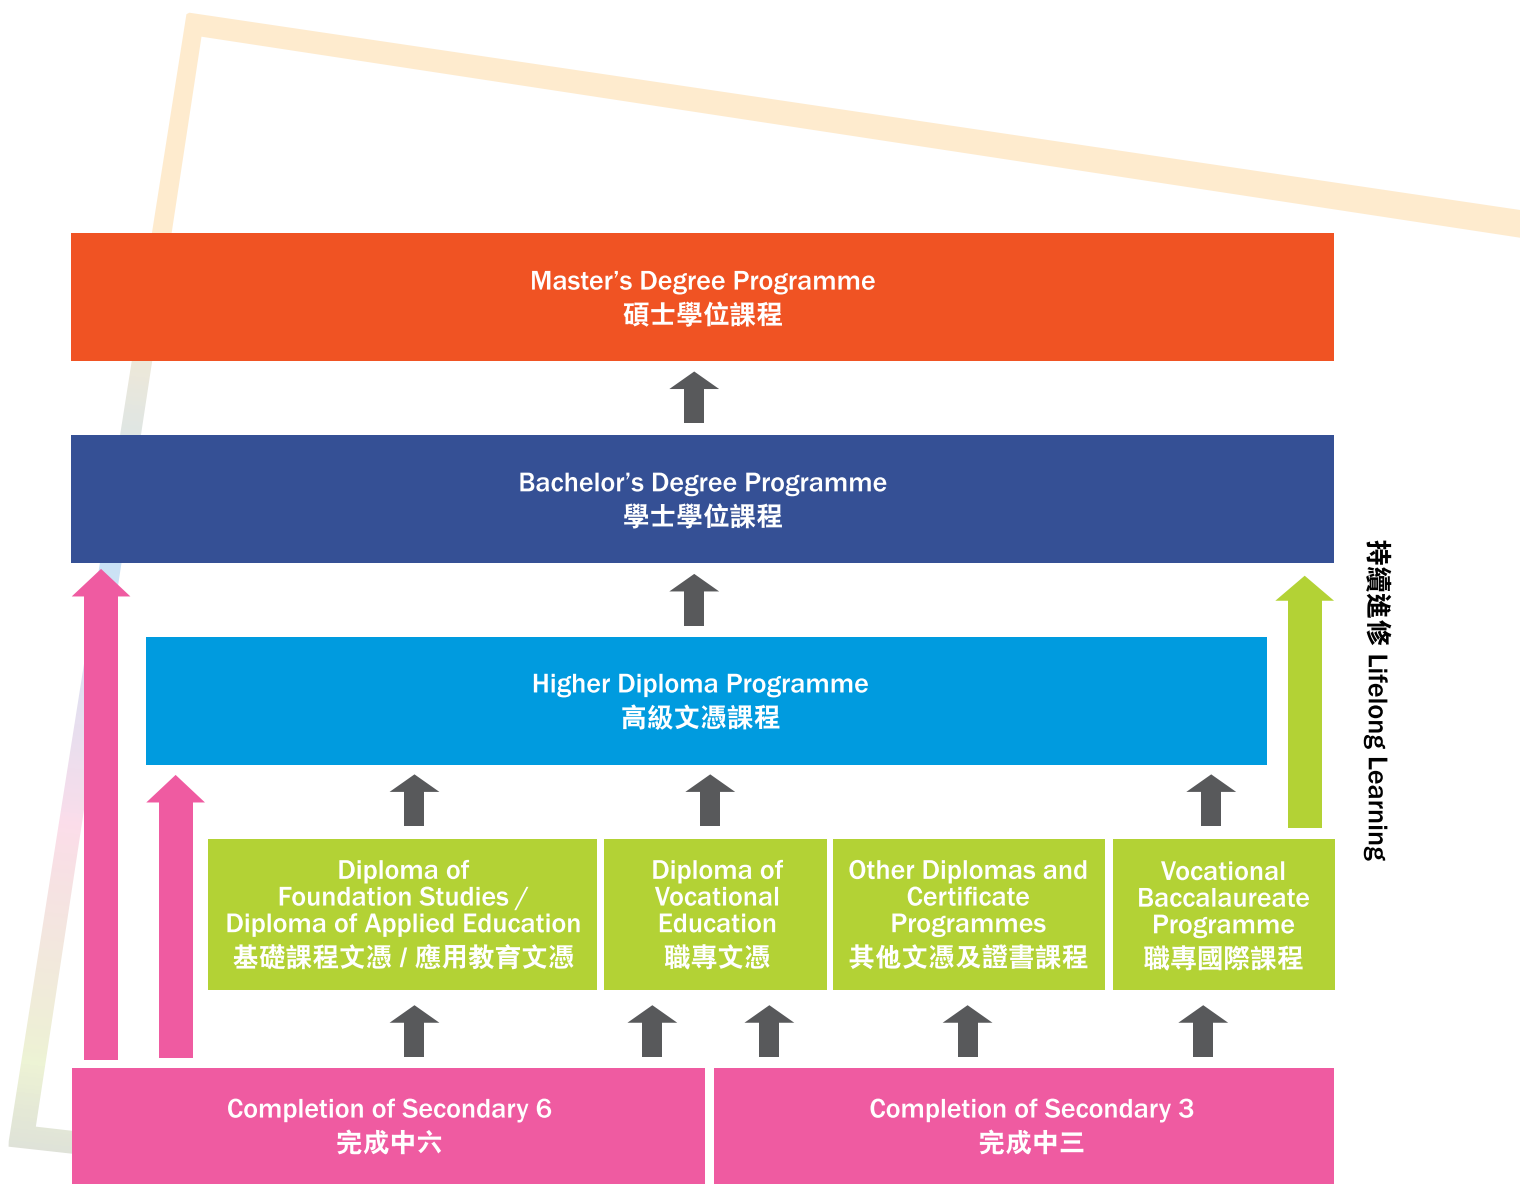 Master’s Degree Programme
碩士學位課程
Bachelor’s Degree Programme
學士學位課程
持續進修 Lifelong Learning
Higher Diploma Programme
高級文憑課程
Diploma of
Foundation Studies /
Diploma of Applied Education
基礎課程文憑 / 應用教育文憑
Diploma of
Vocational
Education
職專文憑
Other Diplomas and
Certificate
Programmes
其他文憑及證書課程
Vocational
Baccalaureate
Programme
職專國際課程
Completion of Secondary 6
完成中六
Completion of Secondary 3
完成中三